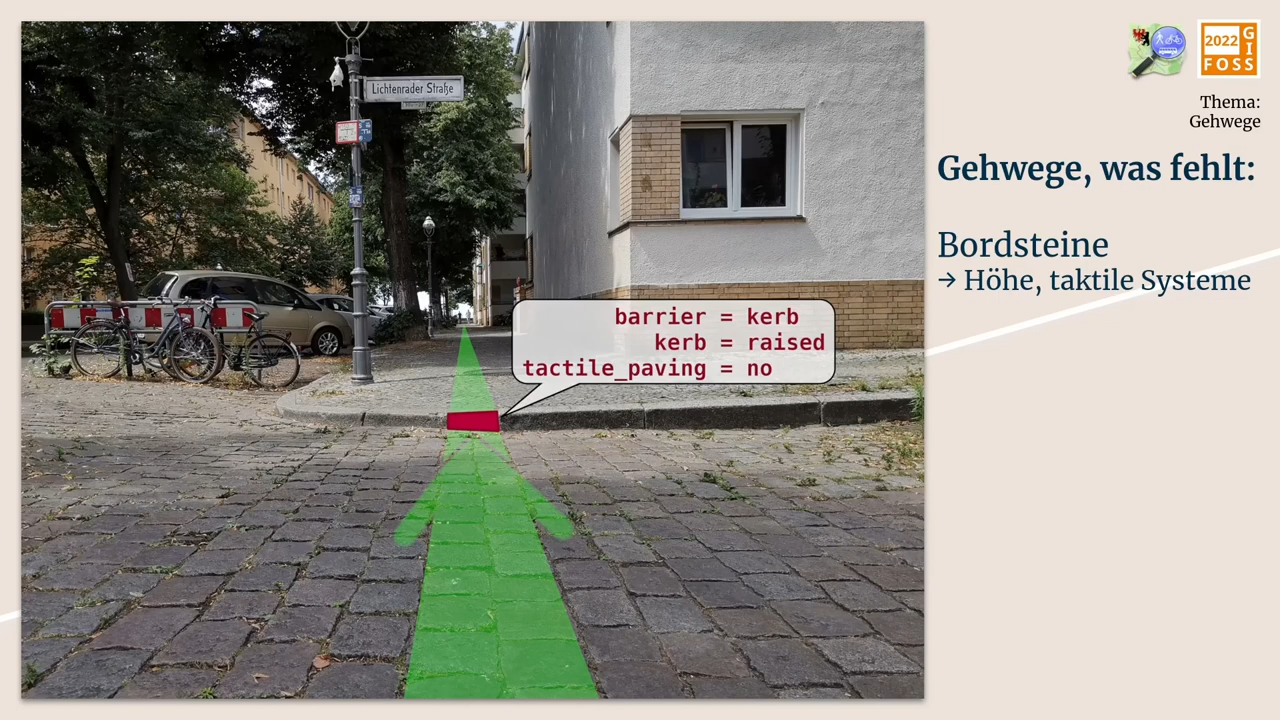 Lichtenrader Straße
barrier = kerb
kerb = raised
tactile_paving = no
2022
GI
FOSS
Thema:
Gehwege
Gehwege, was fehlt:
Bordsteine
→ Höhe, taktile Systeme